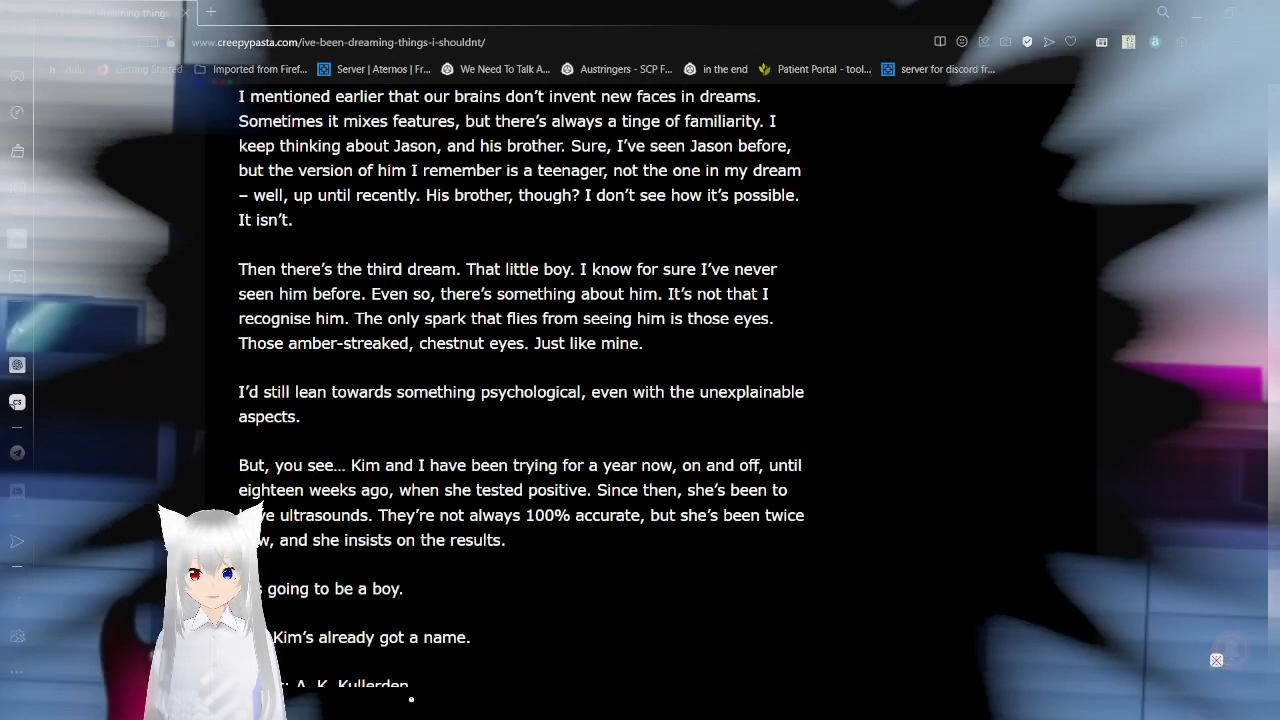 dreaming things
www.creepypasta.com/ive-been-dreaming-things-i-shouldnt/
hulu Getting Started Imported from Firef... Server | Aternos | Fr... We Need To Talk A... Austringers - SCP F... in the end Patient Portal - tool... server for discord fr...
I mentioned earlier that our brains don't invent new faces in dreams.
Sometimes it mixes features, but there's always a tinge of familiarity. I
keep thinking about Jason, and his brother. Sure, I've seen Jason before,
but the version of him I remember is a teenager, not the one in my dream
– well, up until recently. His brother, though? I don't see how it's possible.
It isn't.
Then there's the third dream. That little boy. I know for sure I've never
seen him before. Even so, there's something about him. It's not that I
recognise him. The only spark that flies from seeing him is those eyes.
Those amber-streaked, chestnut eyes. Just like mine.
I'd still lean towards something psychological, even with the unexplainable
aspects.
But, you see… Kim and I have been trying for a year now, on and off, until
eighteen weeks ago, when she tested positive. Since then, she's been to
ultrasounds. They're not always 100% accurate, but she's been twice
and she insists on the results.
going to be a boy.
Kim's already got a name.
A. K. Kullerden
CS